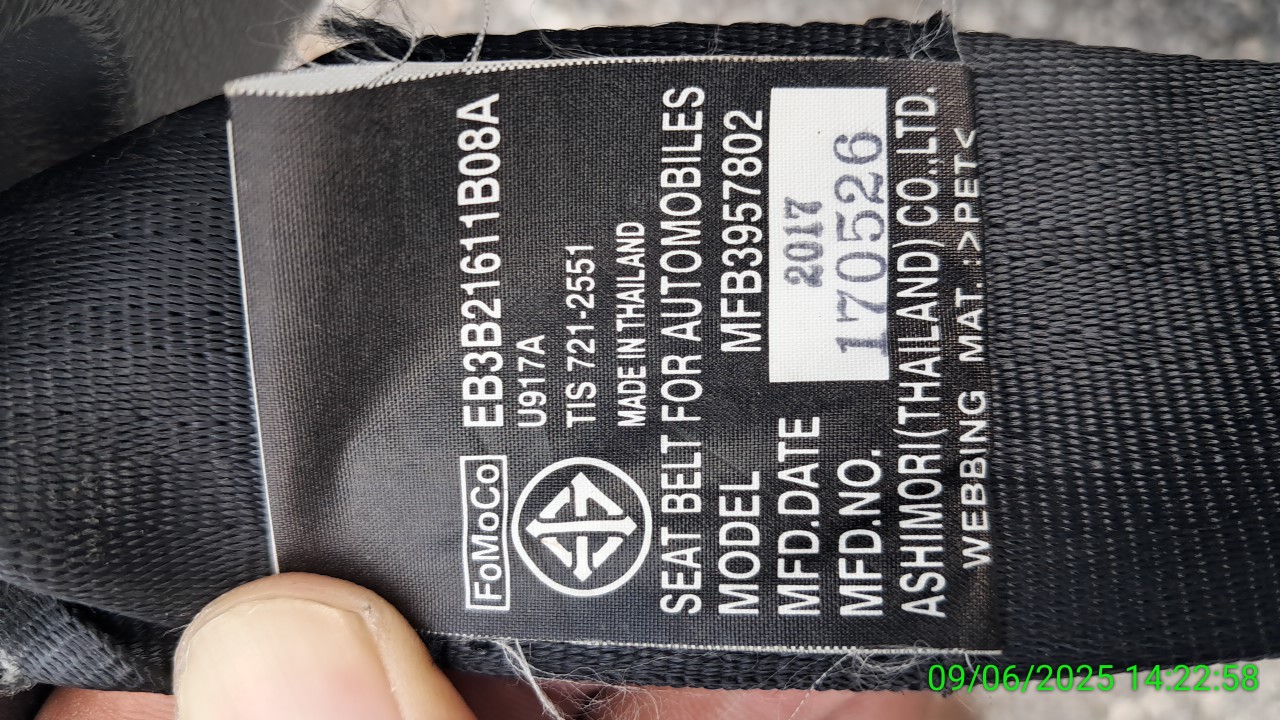 FoMoCo EB3B21611B08A
U917A
TIS 721-2551
MADE IN THAILAND
SEAT BELT FOR AUTOMOBILES
MODEL MFB3957802
MFD.DATE 2017
MFD.NO. 170526
ASHIMORI(THAILAND)CO.,LTD.
WEBBING MAT.:>PET<
09/06/2025 14:22:58